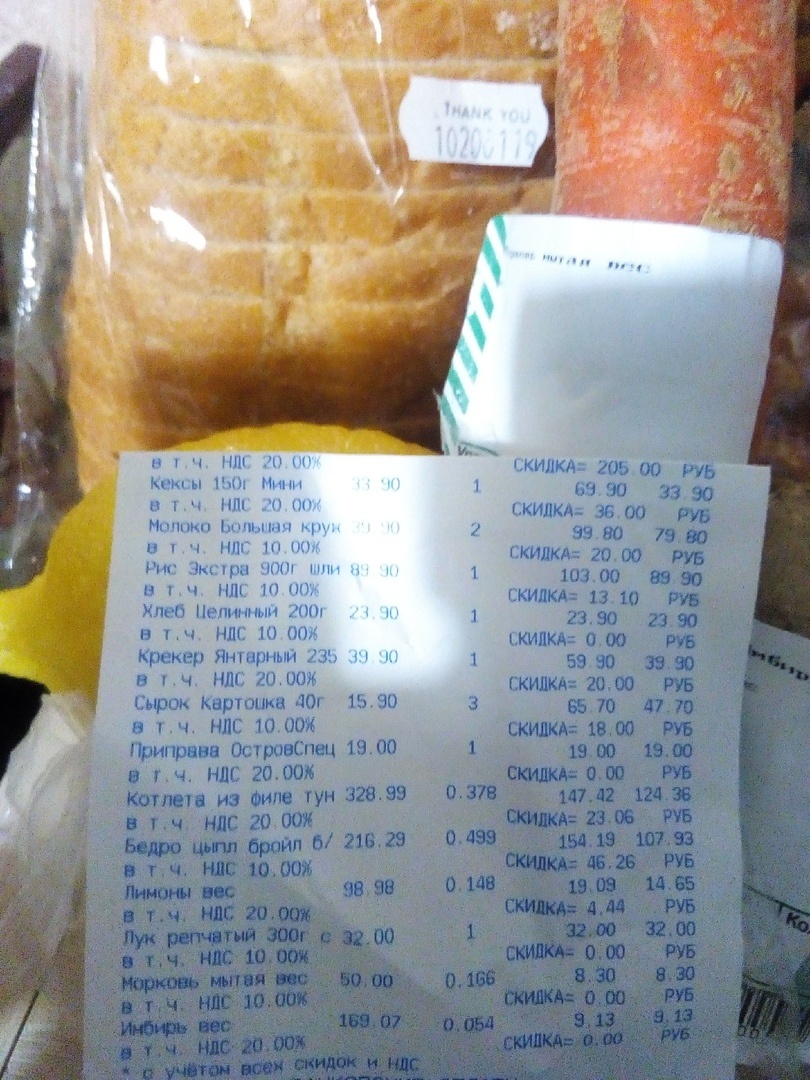 THANK YOU
мытая вес
в т.ч. НДС 20.00% СКИДКА= 205.00 РУБ
Кексы 150г Мини 33.90 1 69.90 33.90
в т.ч. НДС 20.00% СКИДКА= 36.00 РУБ
Молоко Большая круж 39.90 2 99.80 79.80
в т.ч. НДС 10.00% СКИДКА= 20.00 РУБ
Рис Экстра 900г шли 89.90 1 103.00 89.90
в т.ч. НДС 10.00% СКИДКА= 13.10 РУБ
Хлеб Целинный 200г 23.90 1 23.90 23.90
в т.ч. НДС 10.00% СКИДКА= 0.00 РУБ
Крекер Янтарный 235 39.90 1 59.90 39.90
в т.ч. НДС 20.00% СКИДКА= 20.00 РУБ
Сырок Картошка 40г 15.90 3 65.70 47.70
в т.ч. НДС 10.00% СКИДКА= 18.00 РУБ
Приправа ОстровСпец 19.00 1 19.00 19.00
в т.ч. НДС 20.00% СКИДКА= 0.00 РУБ
Котлета из филе тун 328.99 0.378 147.42 124.36
в т.ч. НДС 20.00% СКИДКА= 23.06 РУБ
Бедро цыпл бройл б/ 216.29 0.499 154.19 107.93
в т.ч. НДС 10.00% СКИДКА= 46.26 РУБ
Лимоны вес 98.98 0.148 19.09 14.65
в т.ч. НДС 20.00% СКИДКА= 4.44 РУБ
Лук репчатый 300г с 32.00 1 32.00 32.00
в т.ч. НДС 10.00% СКИДКА= 0.00 РУБ
Морковь мытая вес 50.00 0.166 8.30 8.30
в т.ч. НДС 10.00% СКИДКА= 0.00 РУБ
Имбирь вес 169.07 0.054 9.13 9.13
в т.ч. НДС 20.00% СКИДКА= 0.00 РУБ
* с учётом всех скидок и НДС